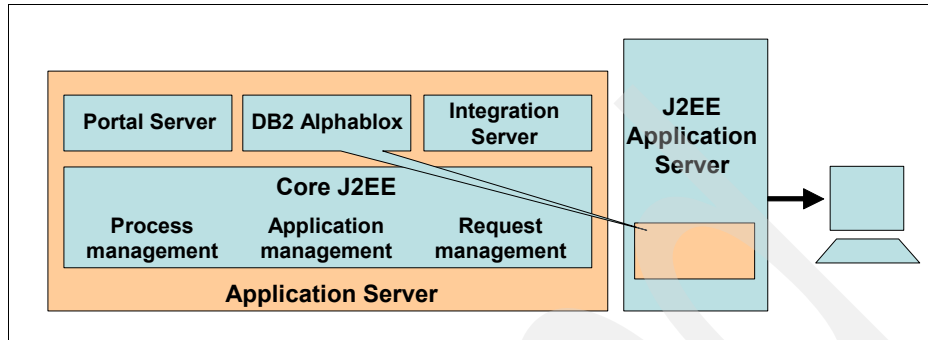 Portal Server
DB2 Alphablox
Integration
Server
J2EE
Application
Server
Core J2EE
Process
management
Application
management
Request
management
Application Server